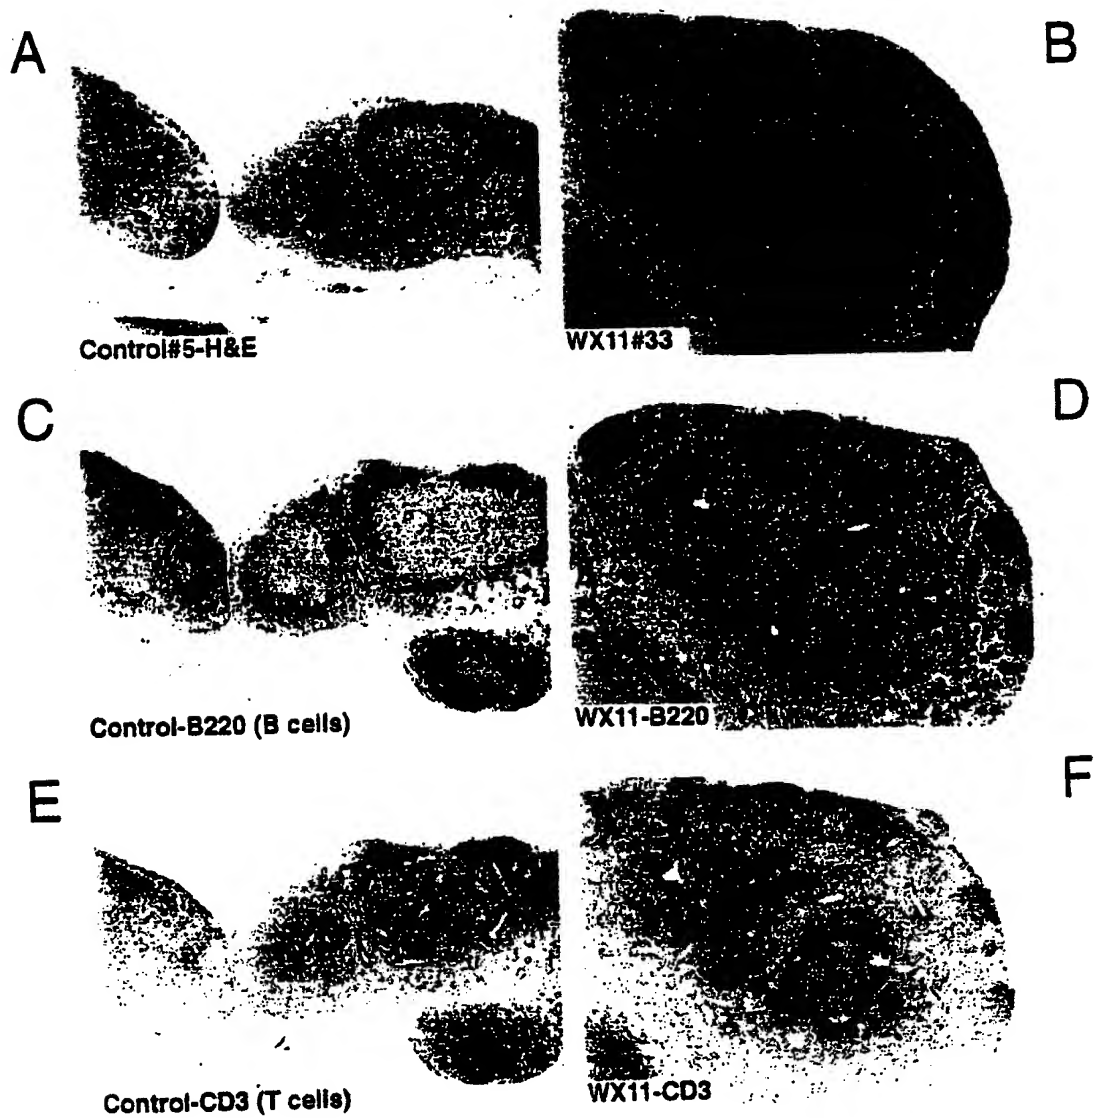 A
B
Control#5-H&E
WX11#33
C
D
Control-B220 (B cells)
WX11-B220
E
F
Control-CD3 (T cells)
WX11-CD3